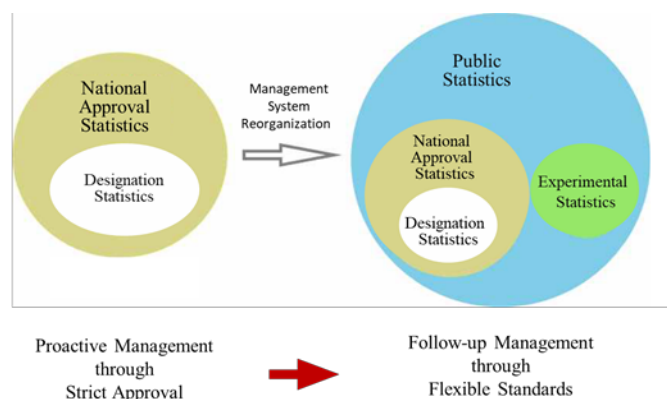 National
Approval
Statistics
Designation
Statistics
Management
System
Reorganization
Public
Statistics
National
Approval
Statistics
Designation
Statistics
Experimental
Statistics
Proactive Management
through
Strict Approval
Follow-up Management
through
Flexible Standards